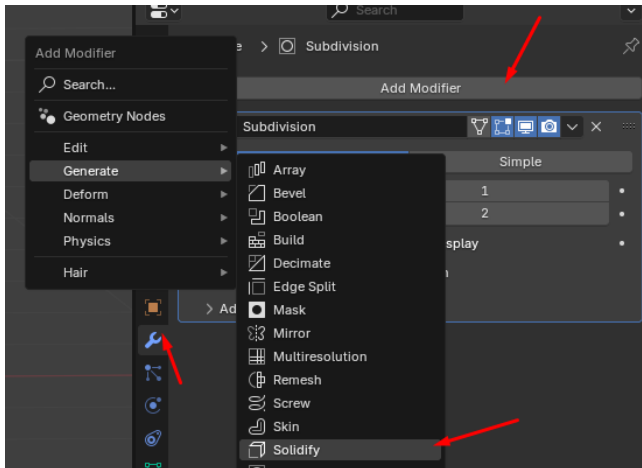 Search
e > Subdivision
Add Modifier
Add Modifier
Search...
Geometry Nodes
Edit
Generate
Deform
Normals
Physics
Hair
Subdivision
Simple
1
2
splay
> Ad
Array
Bevel
Boolean
Build
Decimate
Edge Split
Mask
Mirror
Multiresolution
Remesh
Screw
Skin
Solidify